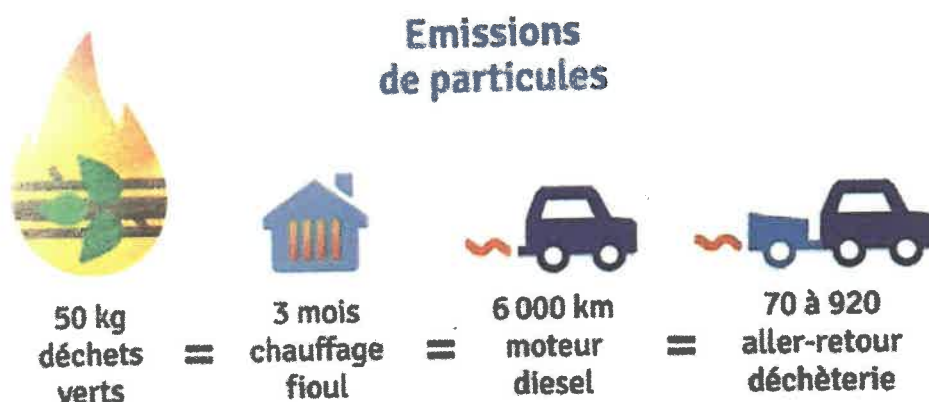 Emissions
de particules
50 kg
déchets
verts
=
3 mois
chauffage
fioul
=
6 000 km
moteur
diesel
=
70 à 920
aller-retour
déchèterie